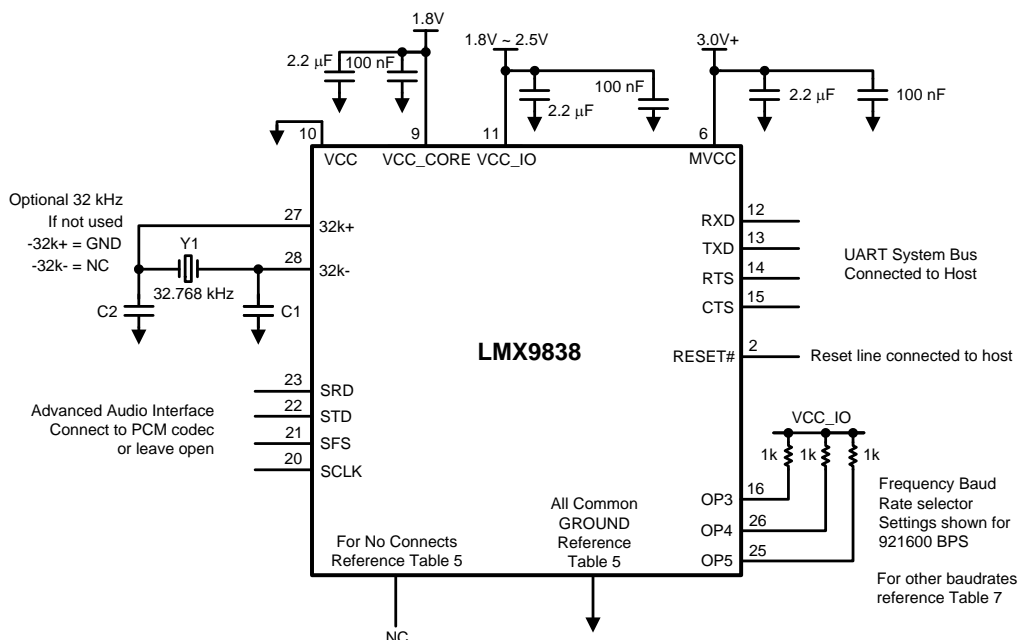 1.8V
2.2 μF
100 nF
1.8V ~ 2.5V
2.2 μF
100 nF
3.0V+
2.2 μF
100 nF
10
9
11
6
VCC
VCC_CORE
VCC_IO
MVCC
Optional 32 kHz
If not used
-32k+ = GND
-32k- = NC
27
32k+
Y1
28
32k-
32.768 kHz
C2
C1
RXD
12
TXD
13
RTS
14
CTS
15
UART System Bus
Connected to Host
LMX9838
RESET#
2
Reset line connected to host
Advanced Audio Interface
Connect to PCM codec
or leave open
23
SRD
22
STD
21
SFS
20
SCLK
VCC_IO
1k
1k
1k
OP3
16
OP4
26
OP5
25
Frequency Baud
Rate selector
Settings shown for
921600 BPS
For other baudrates
reference Table 7
For No Connects
Reference Table 5
All Common
GROUND
Reference
Table 5
NC